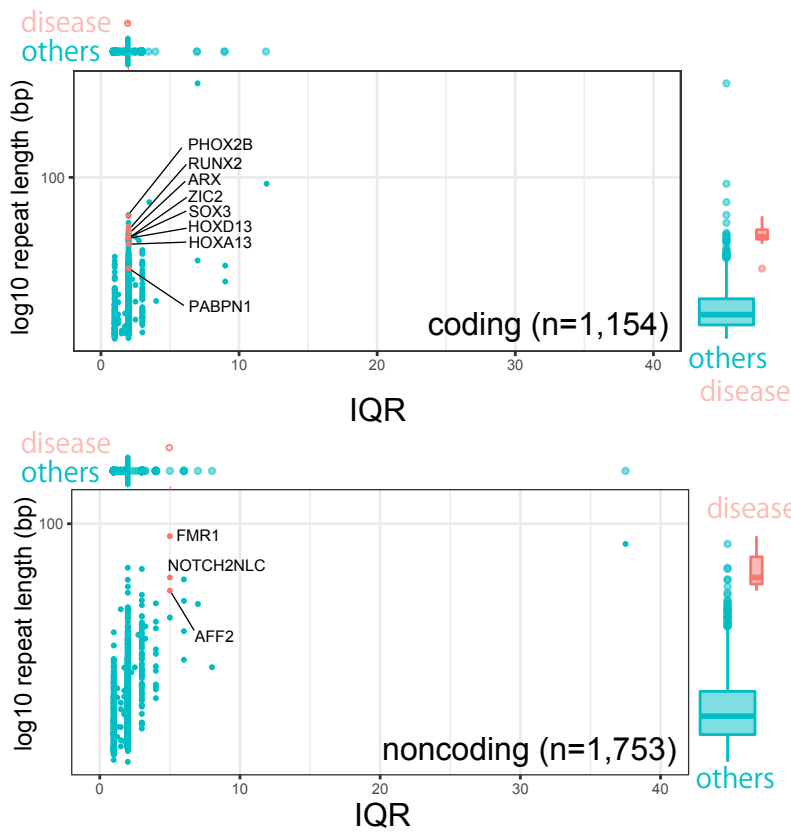 disease
others
log10 repeat length (bp)
100
PHOX2B
RUNX2
ARX
ZIC2
SOX3
HOXD13
HOXA13
PABPN1
coding (n=1,154)
others
disease
0
10
20
30
40
IQR
disease
others
log10 repeat length (bp)
100
FMR1
NOTCH2NLC
AFF2
noncoding (n=1,753)
disease
others
0
10
20
30
40
IQR